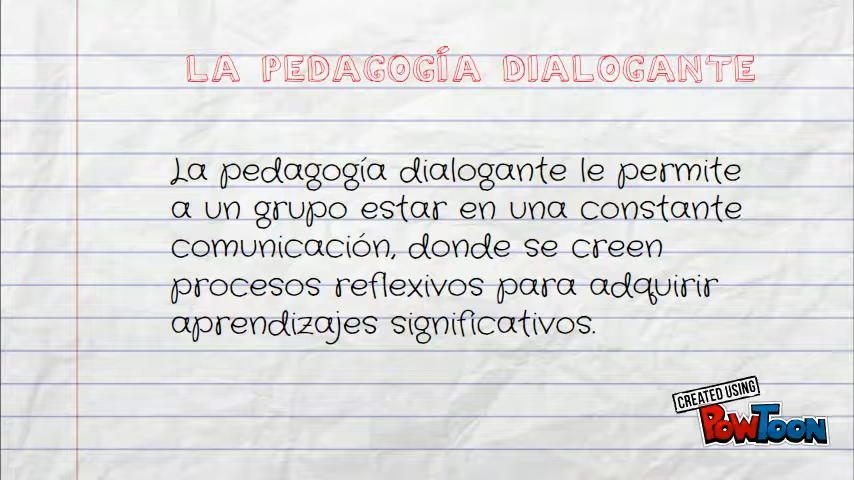 LA PEDAGOGÍA DIALOGANTE
La pedagogía dialogante le permite
a un grupo estar en una constante
comunicación, donde se creen
procesos reflexivos para adquirir
aprendizajes significativos.
CREATED USING
POWTOON